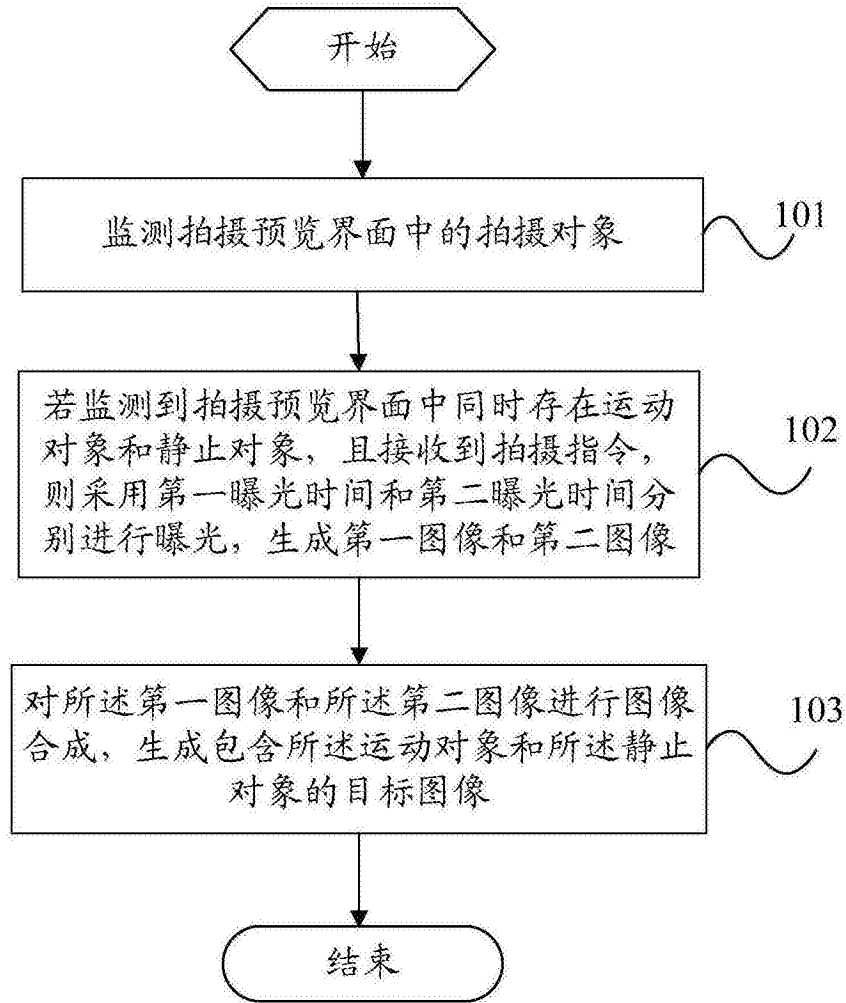 开始
监测拍摄预览界面中的拍摄对象
101
若监测到拍摄预览界面中同时存在运动
对象和静止对象，且接收到拍摄指令，
则采用第一曝光时间和第二曝光时间分
别进行曝光，生成第一图像和第二图像
102
对所述第一图像和所述第二图像进行图像
合成，生成包含所述运动对象和所述静止
对象的目标图像
103
结束